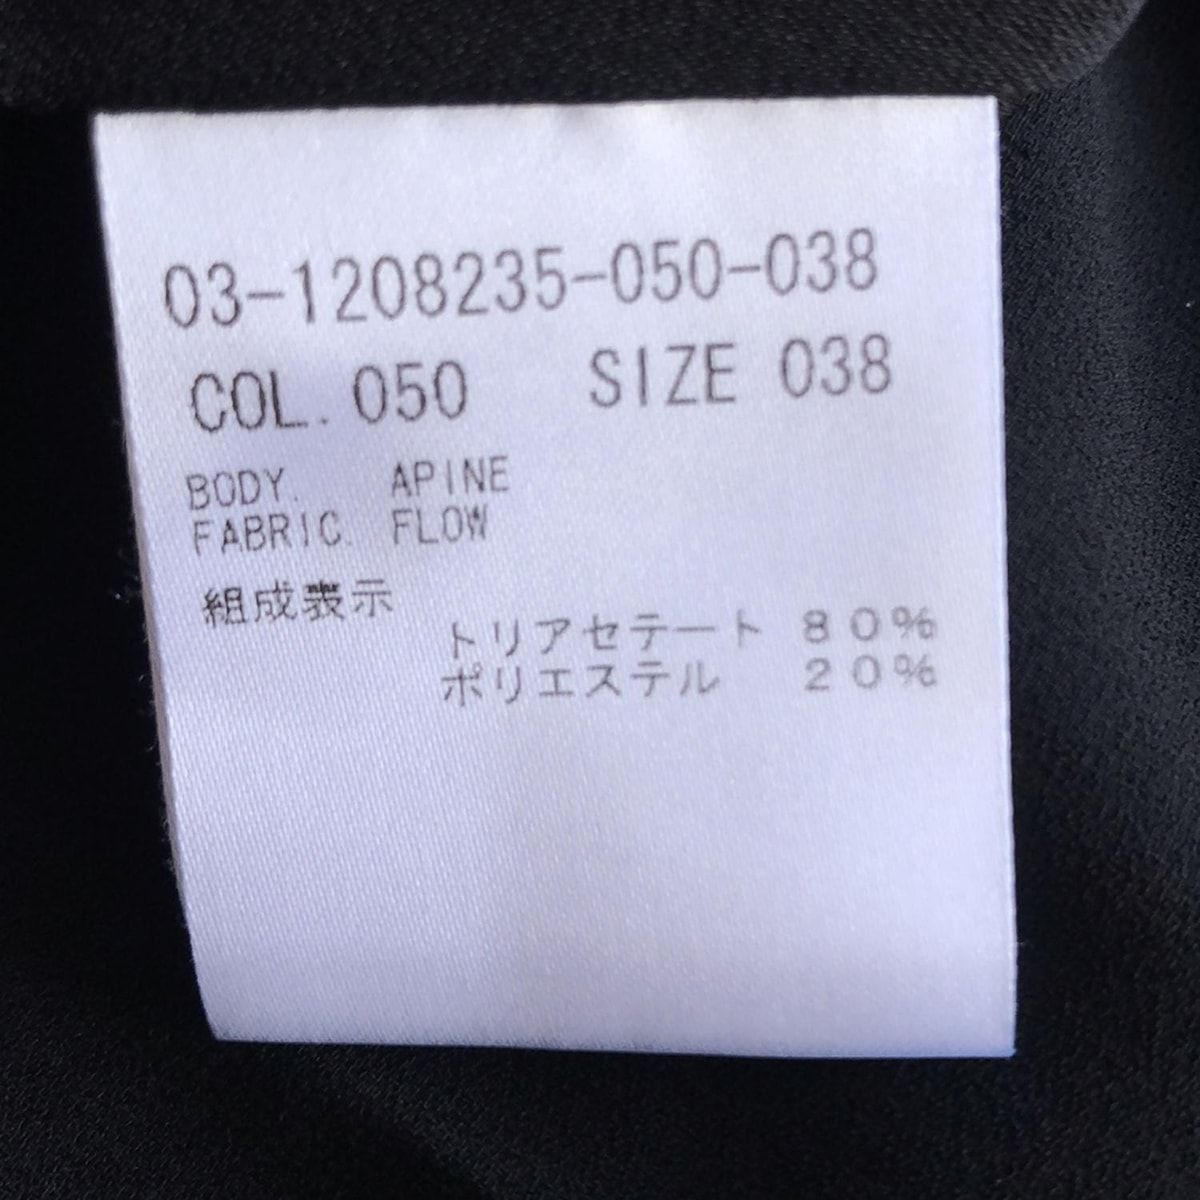 03-1208235-050-038
COL. 050 SIZE 038
BODY. APINE
FABRIC. FLOW
組成表示
トリアセテート 80%
ポリエステル 20%